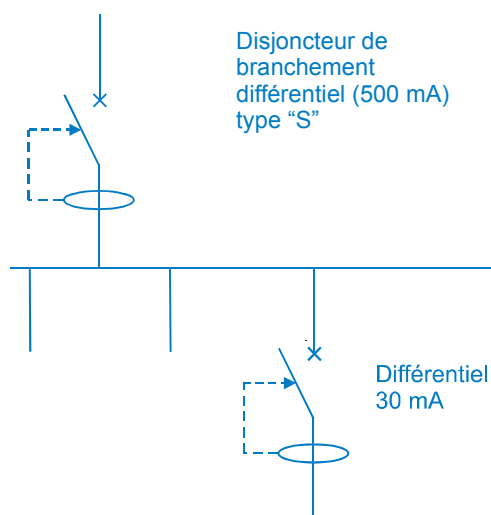 Disjoncteur de
branchement
différentiel (500 mA)
type “S”
Différentiel
30 mA